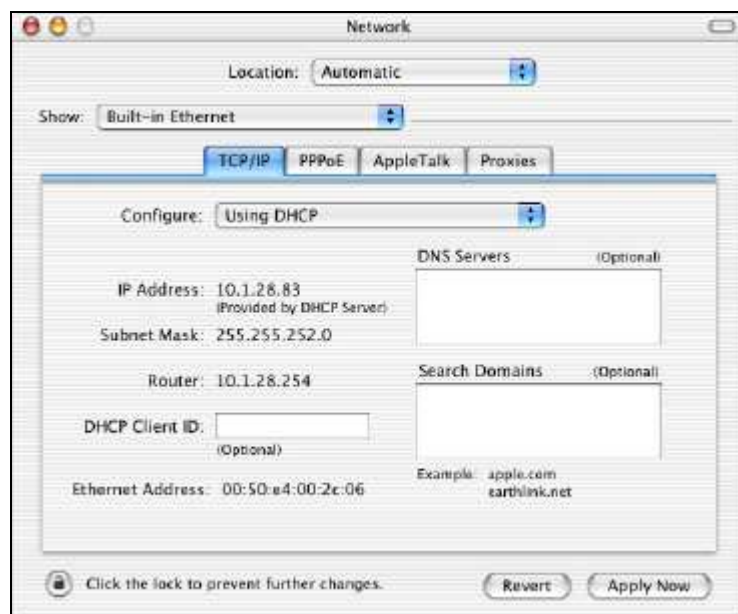 Network
Location: Automatic
Show: Built-in Ethernet
TCP/IP PPPoE AppleTalk Proxies
Configure: Using DHCP
DNS Servers (Optional)
IP Address: 10.1.28.83
(Provided by DHCP Server)
Subnet Mask: 255.255.252.0
Router: 10.1.28.254
Search Domains (Optional)
DHCP Client ID:
(Optional)
Ethernet Address: 00:50:e4:00:2c:06
Example: apple.com
earthlink.net
Click the lock to prevent further changes.
Revert
Apply Now